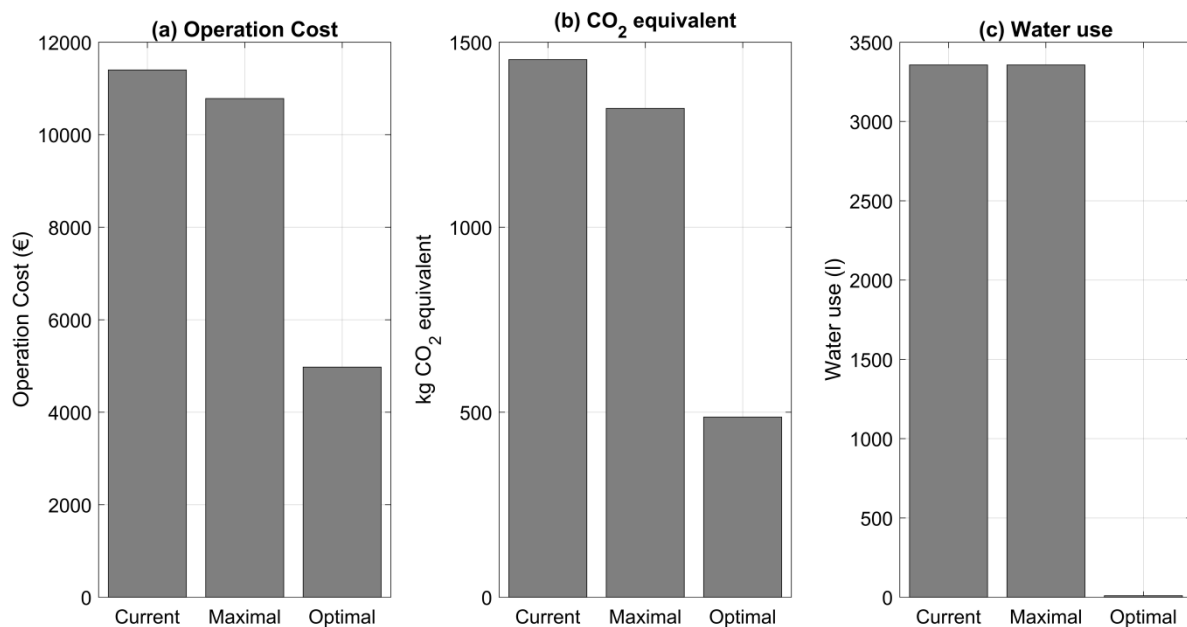 (a) Operation Cost
12000
10000
8000
6000
4000
2000
0
Operation Cost (€)
Current Maximal Optimal
(b) CO₂ equivalent
1500
1000
500
0
kg CO₂ equivalent
Current Maximal Optimal
(c) Water use
3500
3000
2500
2000
1500
1000
500
0
Water use (l)
Current Maximal Optimal